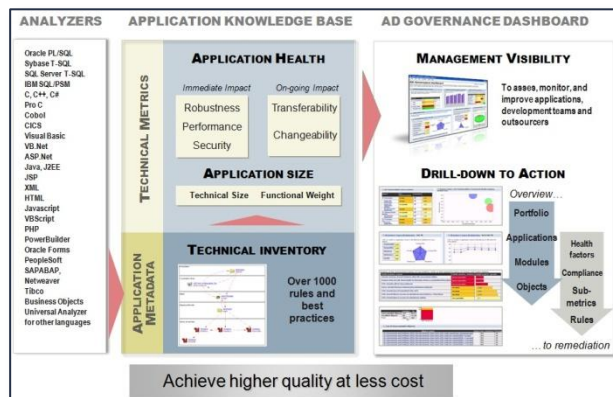 ANALYZERS
APPLICATION KNOWLEDGE BASE
AD GOVERNANCE DASHBOARD
Oracle PL/SQL
Sybase T-SQL
SQL Server T-SQL
IBM SQL/PSM
C, C++, C#
Pro C
Cobol
CICS
Visual Basic
VB.Net
ASP.Net
Java, J2EE
JSP
XML
HTML
Javascript
VBScript
PHP
PowerBuilder
Oracle Forms
PeopleSoft
SAPABAP,
Netweaver
Tibco
Business Objects
Universal Analyzer
for other languages
TECHNICAL METRICS
APPLICATION HEALTH
Immediate Impact
On-going Impact
Robustness
Performance
Security
Transferability
Changeability
APPLICATION SIZE
Technical Size
Functional Weight
APPLICATION
METADATA
TECHNICAL INVENTORY
Over 1000
rules and
best
practices
MANAGEMENT VISIBILITY
To asses, monitor, and
improve applications,
development teams and
outsourcers
DRILL-DOWN TO ACTION
Overview…
Portfolio
Applications
Modules
Objects
Health
factors
Compliance
Sub-
metrics
Rules
… to remediation
Achieve higher quality at less cost